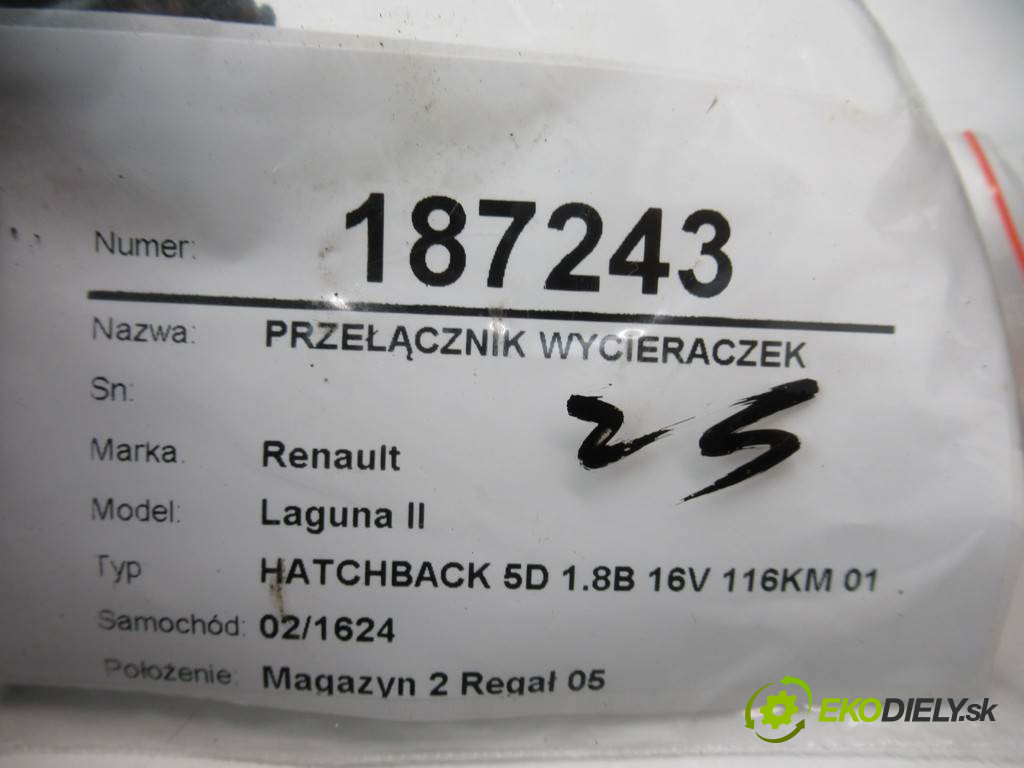 Numer: 187243
Nazwa: PRZEŁĄCZNIK WYCIERACZEK
Sn:
25
Marka. Renault
Model: Laguna II
Typ HATCHBACK 5D 1.8B 16V 116KM 01
Samochód: 02/1624
Położenie: Magazyn 2 Regał 05
EKODIELY.sk